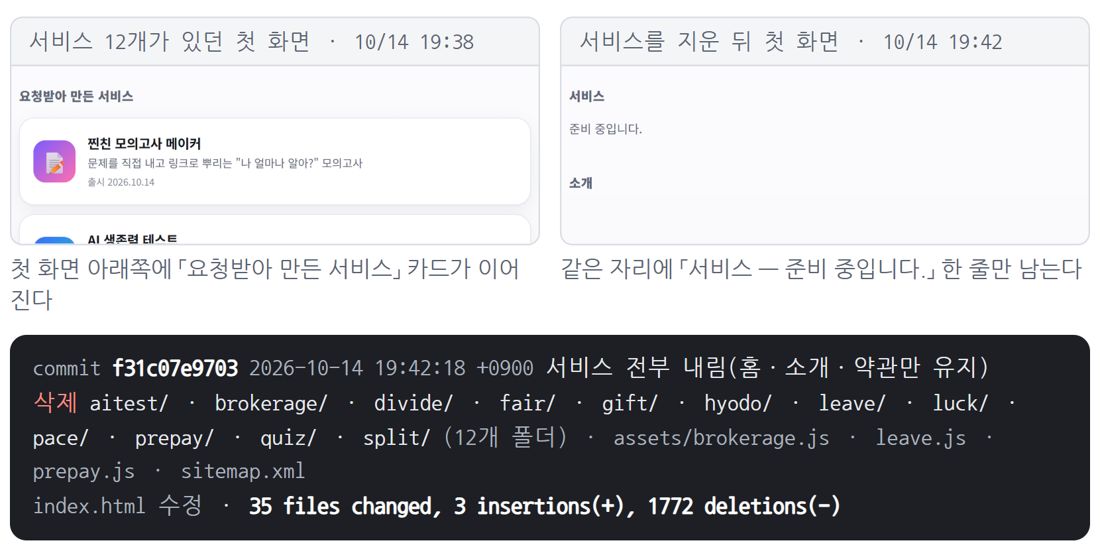 서비스 12개가 있던 첫 화면 · 10/14 19:38
요청받아 만든 서비스
찐친 모의고사 메이커
문제를 직접 내고 링크로 뿌리는 "나 얼마나 알아?" 모의고사
출시 2026.10.14
AI 생존력 테스트
첫 화면 아래쪽에 「요청받아 만든 서비스」 카드가 이어
진다
서비스를 지운 뒤 첫 화면 · 10/14 19:42
서비스
준비 중입니다.
소개
같은 자리에 「서비스 — 준비 중입니다.」 한 줄만 남는다
commit f31c07e9703 2026-10-14 19:42:18 +0900 서비스 전부 내림(홈·소개·약관만 유지)
삭제 aitest/ · brokerage/ · divide/ · fair/ · gift/ · hyodo/ · leave/ · luck/ ·
pace/ · prepay/ · quiz/ · split/ (12개 폴더) · assets/brokerage.js · leave.js ·
prepay.js · sitemap.xml
index.html 수정 · 35 files changed, 3 insertions(+), 1772 deletions(-)